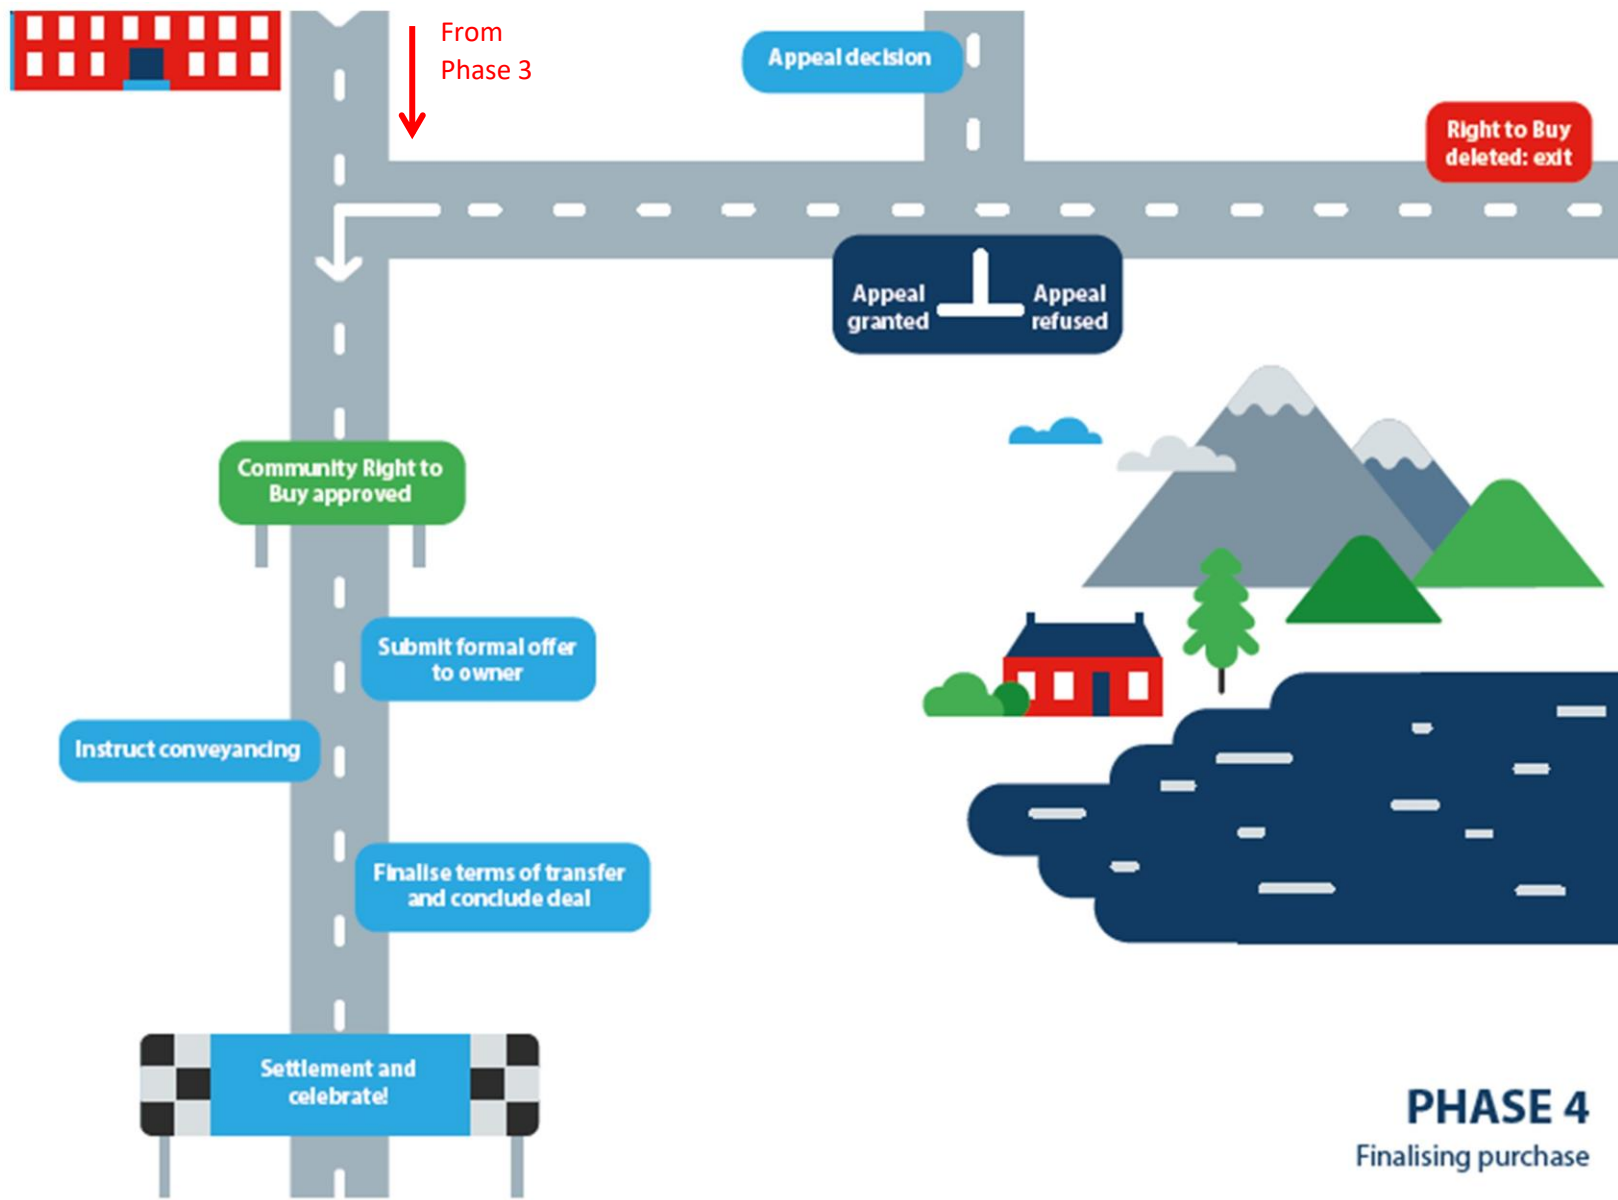 From
Phase 3
Appeal decision
Right to Buy
deleted: exit
Appeal
granted
Appeal
refused
Community Right to
Buy approved
Submit formal offer
to owner
Instruct conveyancing
Finalise terms of transfer
and conclude deal
Settlement and
celebrate!
PHASE 4
Finalising purchase